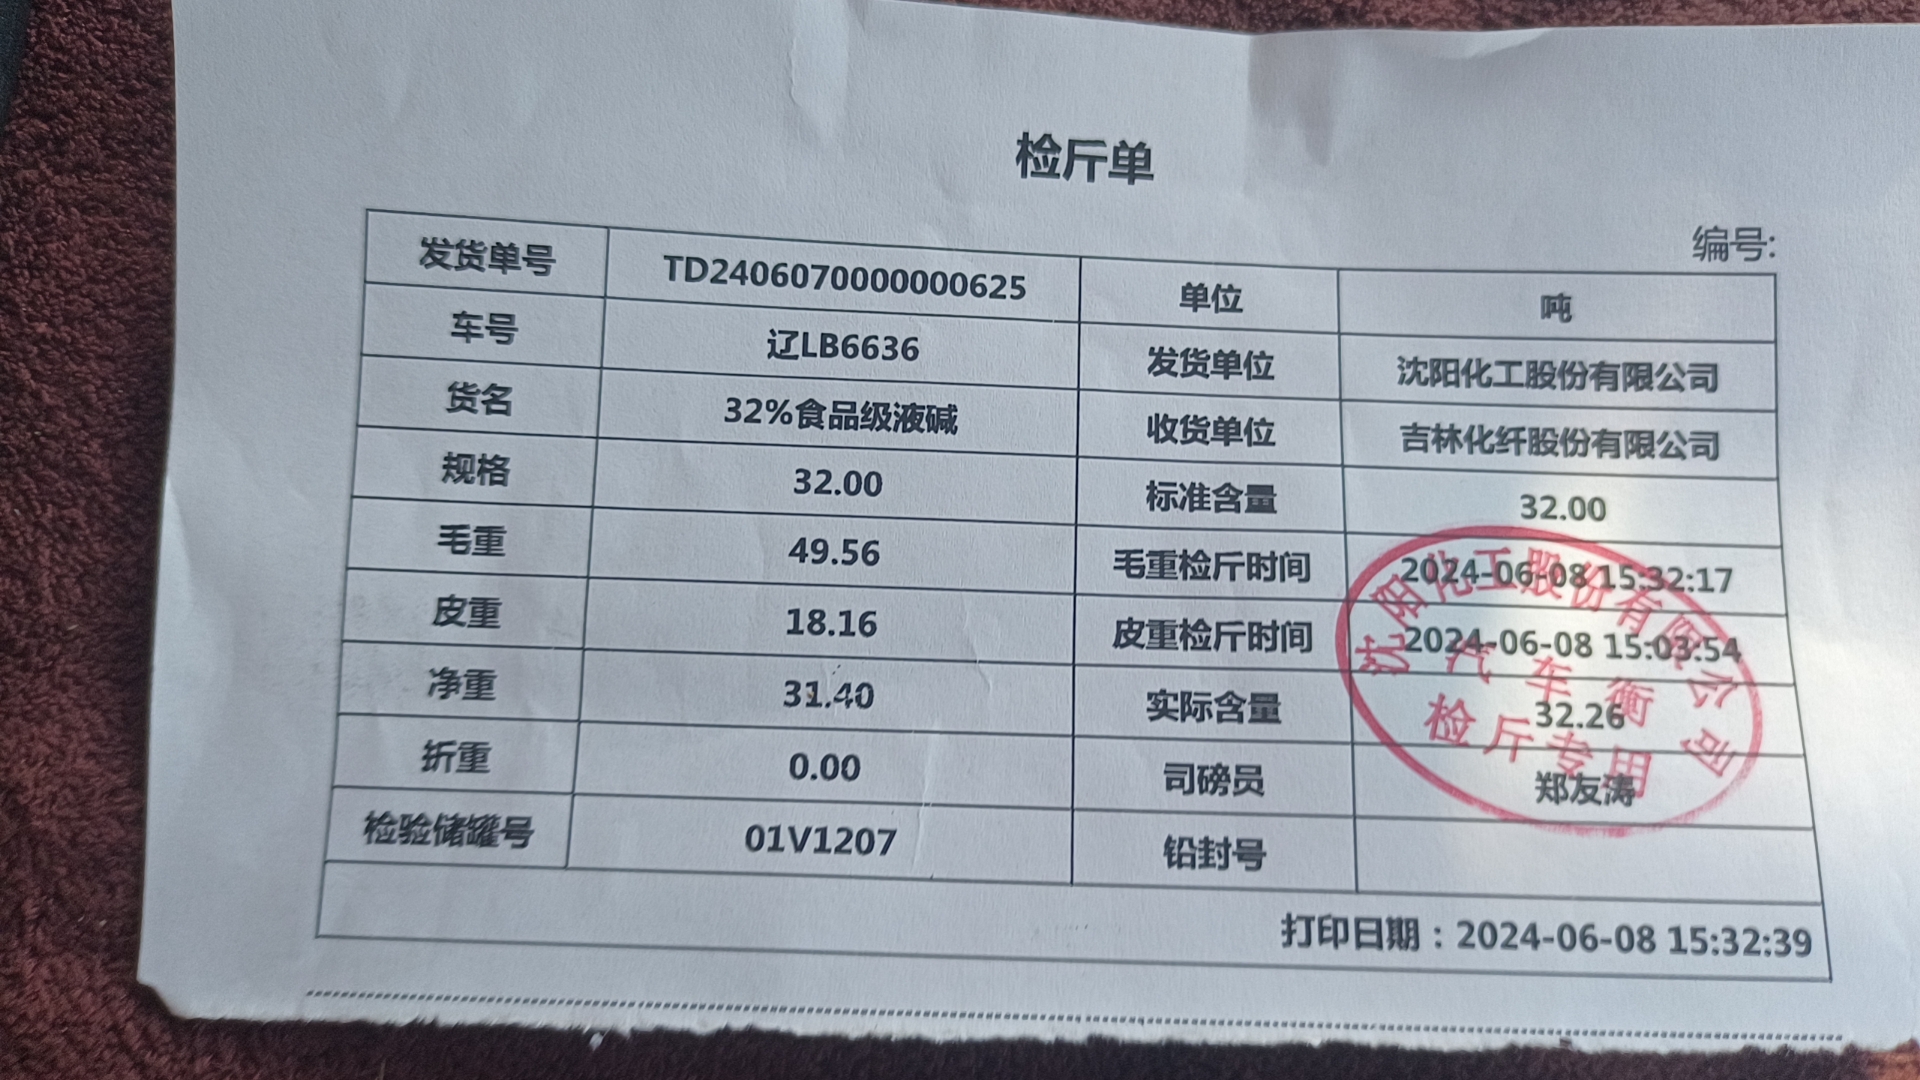 检斤单
编号:
发货单号 TD2406070000000625 单位 吨
车号 辽LB6636 发货单位 沈阳化工股份有限公司
货名 32%食品级液碱 收货单位 吉林化纤股份有限公司
规格 32.00 标准含量 32.00
毛重 49.56 毛重检斤时间 2024-06-08 15:32:17
皮重 18.16 皮重检斤时间 2024-06-08 15:03:54
净重 31.40 实际含量 32.26
折重 0.00 司磅员 郑友涛
检验储罐号 01V1207 铅封号
打印日期：2024-06-08 15:32:39
沈阳化工股份有限公司
汽车衡
检斤专用